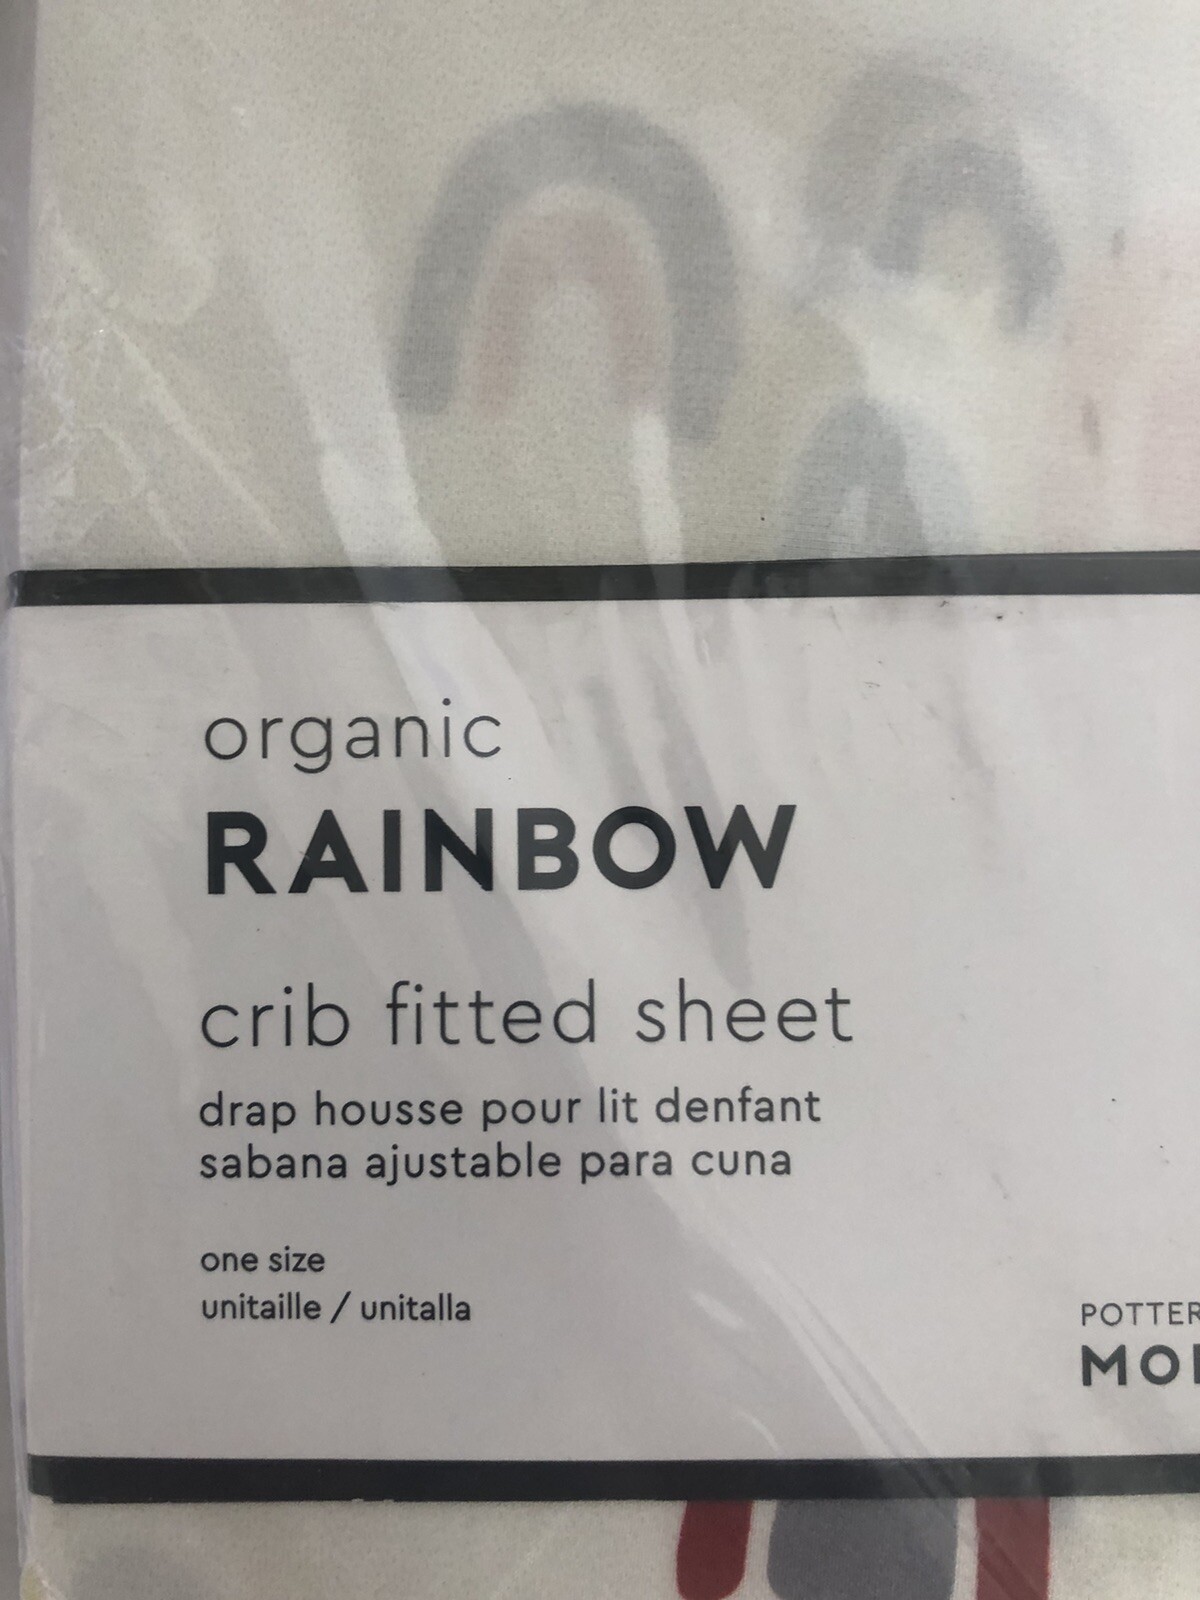 organic
RAINBOW
crib fitted sheet
drap housse pour lit denfant
sabana ajustable para cuna
one size
unitaille / unitalla
POTTER
MO